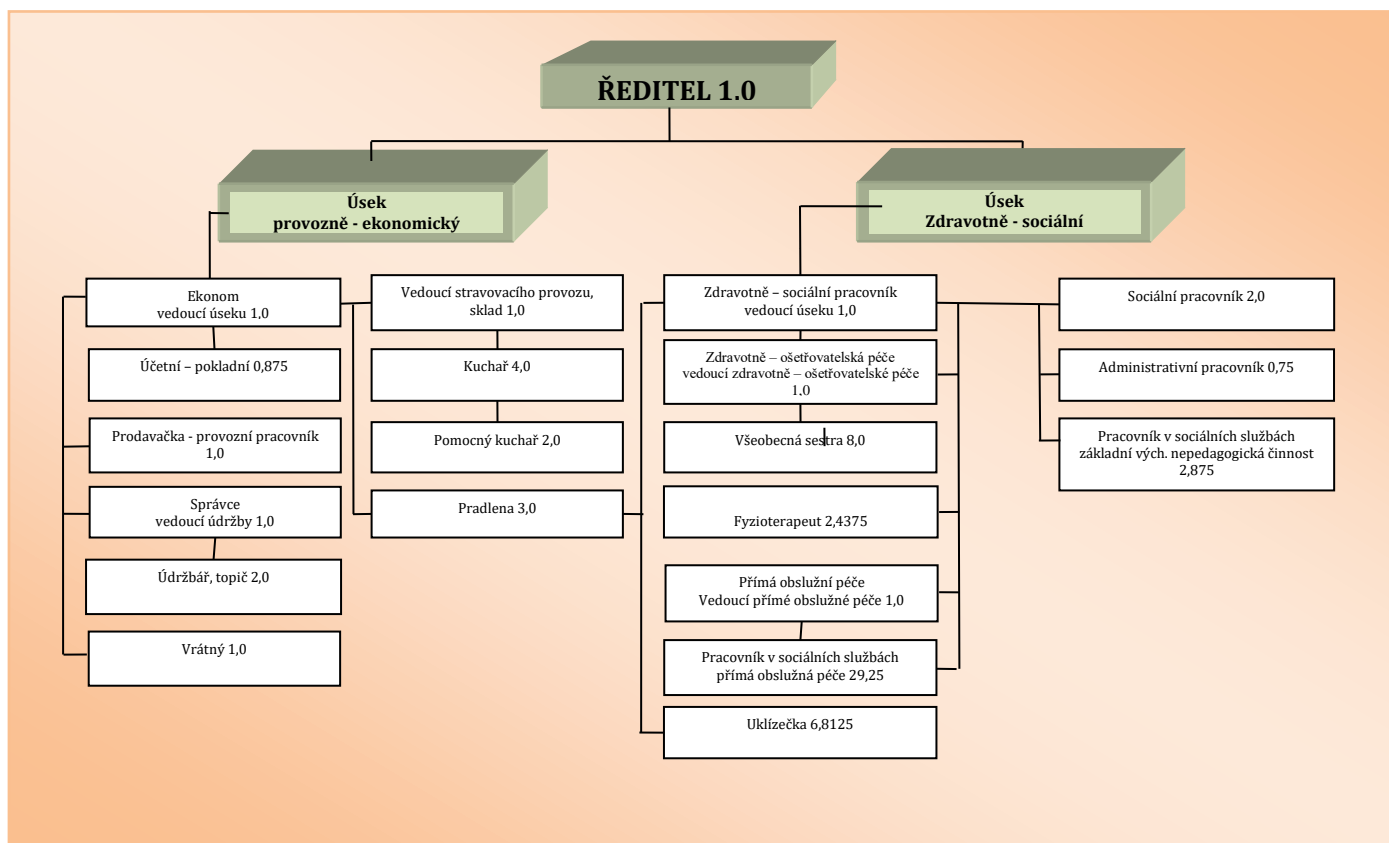 ŘEDITEL 1.0
Úsek
provozně - ekonomický
Úsek
Zdravotně - sociální
Ekonom
vedoucí úseku 1,0
Účetní – pokladní 0,875
Prodavačka - provozní pracovník
1,0
Správce
vedoucí údržby 1,0
Údržbář, topič 2,0
Vrátný 1,0
Vedoucí stravovacího provozu,
sklad 1,0
Kuchař 4,0
Pomocný kuchař 2,0
Pradlena 3,0
Zdravotně – sociální pracovník
vedoucí úseku 1,0
Zdravotně – ošetřovatelská péče
vedoucí zdravotně – ošetřovatelské péče
1,0
Všeobecná sestra 8,0
Fyzioterapeut 2,4375
Přímá obslužní péče
Vedoucí přímé obslužné péče 1,0
Pracovník v sociálních službách
přímá obslužná péče 29,25
Uklízečka 6,8125
Sociální pracovník 2,0
Administrativní pracovník 0,75
Pracovník v sociálních službách
základní vých. nepedagogická činnost
2,875